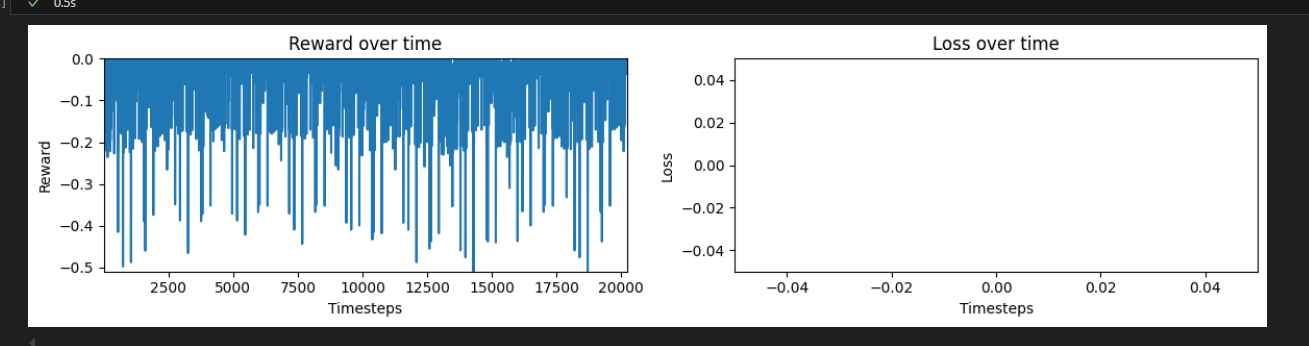 ] ✓ 0.5s
Reward over time
0.0
−0.1
−0.2
−0.3
−0.4
−0.5
Reward
2500 5000 7500 10000 12500 15000 17500 20000
Timesteps
Loss over time
0.04
0.02
0.00
−0.02
−0.04
Loss
−0.04 −0.02 0.00 0.02 0.04
Timesteps